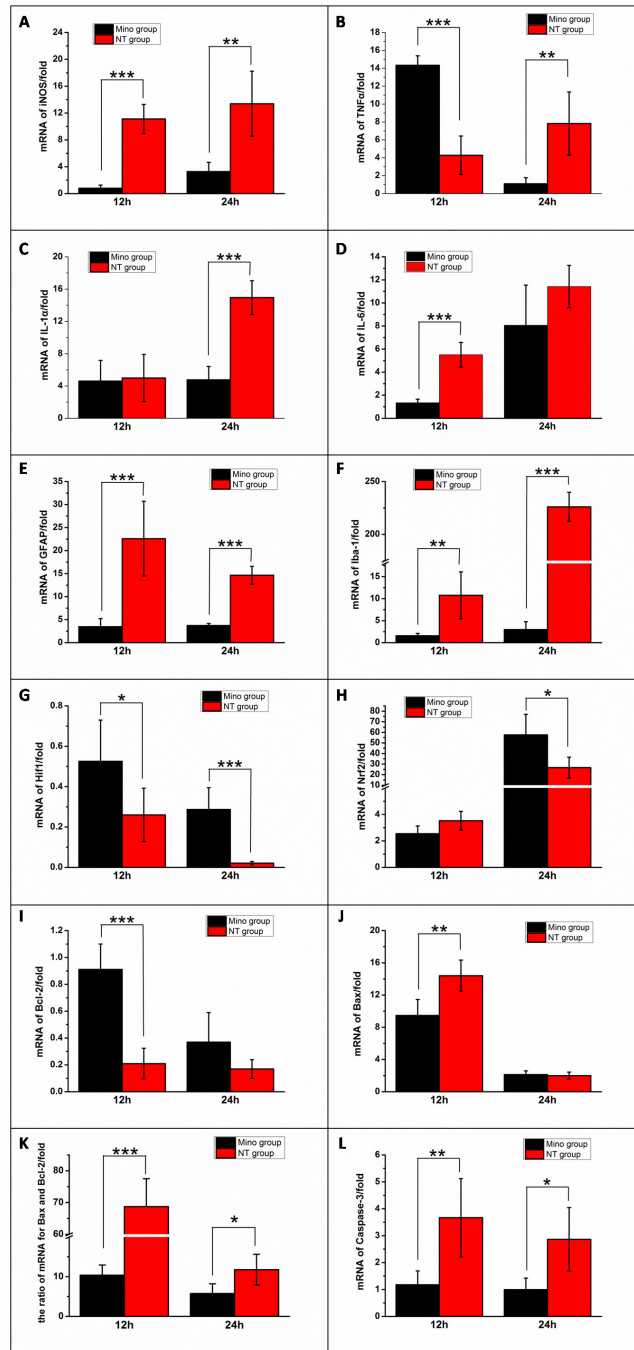 A
Mino group
NT group
mRNA of iNOS/fold
16
14
12
10
8
6
4
2
0
***
**
12h
24h
B
Mino group
NT group
mRNA of TNFα/fold
18
16
14
12
10
8
6
4
2
0
***
**
12h
24h
C
Mino group
NT group
mRNA of IL-1α/fold
20
16
12
8
4
0
***
12h
24h
D
Mino group
NT group
mRNA of IL-6/fold
14
12
10
8
6
4
2
0
***
12h
24h
E
Mino group
NT group
mRNA of GFAP/fold
35
30
25
20
15
10
5
0
***
***
12h
24h
F
Mino group
NT group
mRNA of Iba-1/fold
250
200
15
10
5
0
**
***
12h
24h
G
Mino group
NT group
mRNA of Hif1/fold
0.8
0.6
0.4
0.2
0.0
*
***
12h
24h
H
Mino group
NT group
mRNA of Nrf2/fold
80
70
60
50
40
30
20
10
4
2
0
*
12h
24h
I
Mino group
NT group
mRNA of Bcl-2/fold
1.2
1.0
0.8
0.6
0.4
0.2
0.0
***
12h
24h
J
Mino group
NT group
mRNA of Bax/fold
20
16
12
8
4
0
**
12h
24h
K
Mino group
NT group
the ratio of mRNA for Bax and Bcl-2/fold
80
70
60
10
0
***
*
12h
24h
L
Mino group
NT group
mRNA of Caspase-3/fold
6
5
4
3
2
1
0
**
*
12h
24h